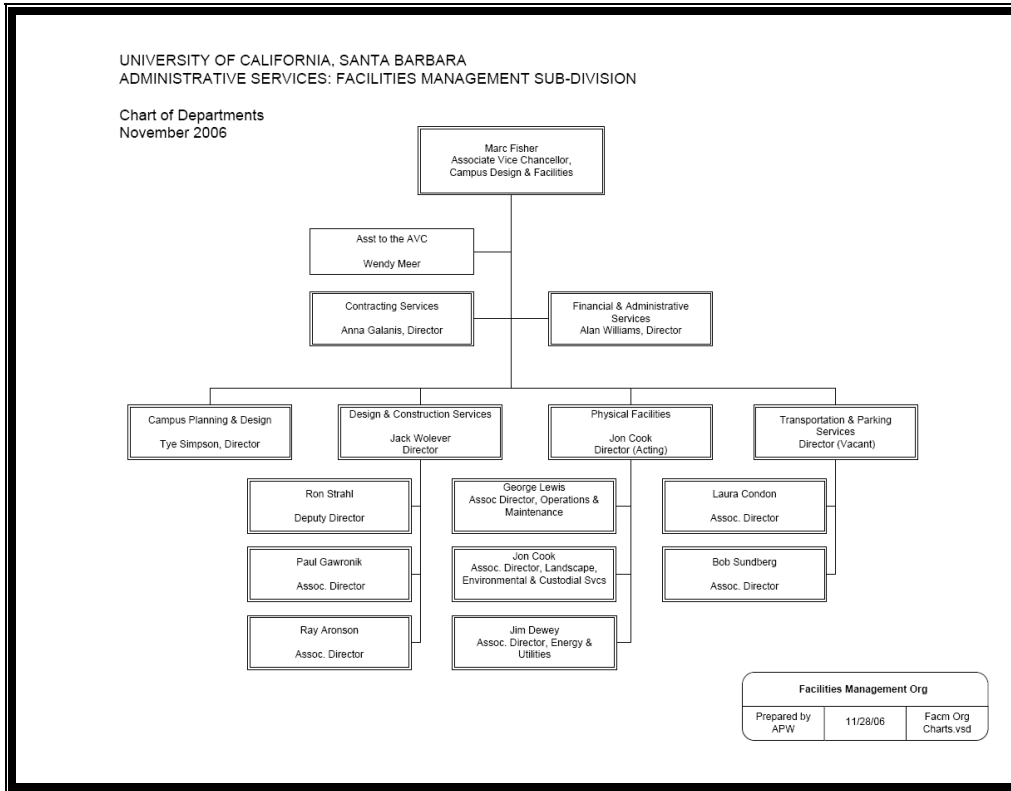 UNIVERSITY OF CALIFORNIA, SANTA BARBARA
ADMINISTRATIVE SERVICES: FACILITIES MANAGEMENT SUB-DIVISION
Chart of Departments
November 2006
Marc Fisher
Associate Vice Chancellor,
Campus Design & Facilities
Asst to the AVC
Wendy Meer
Contracting Services
Anna Galanis, Director
Financial & Administrative
Services
Alan Williams, Director
Campus Planning & Design
Tye Simpson, Director
Design & Construction Services
Jack Wolever
Director
Physical Facilities
Jon Cook
Director (Acting)
Transportation & Parking
Services
Director (Vacant)
Ron Strahl
Deputy Director
George Lewis
Assoc Director, Operations &
Maintenance
Laura Condon
Assoc. Director
Paul Gawronik
Assoc. Director
Jon Cook
Assoc. Director, Landscape,
Environmental & Custodial Svcs
Bob Sundberg
Assoc. Director
Ray Aronson
Assoc. Director
Jim Dewey
Assoc. Director, Energy &
Utilities
Facilities Management Org
Prepared by
APW
11/28/06
Facm Org
Charts.vsd